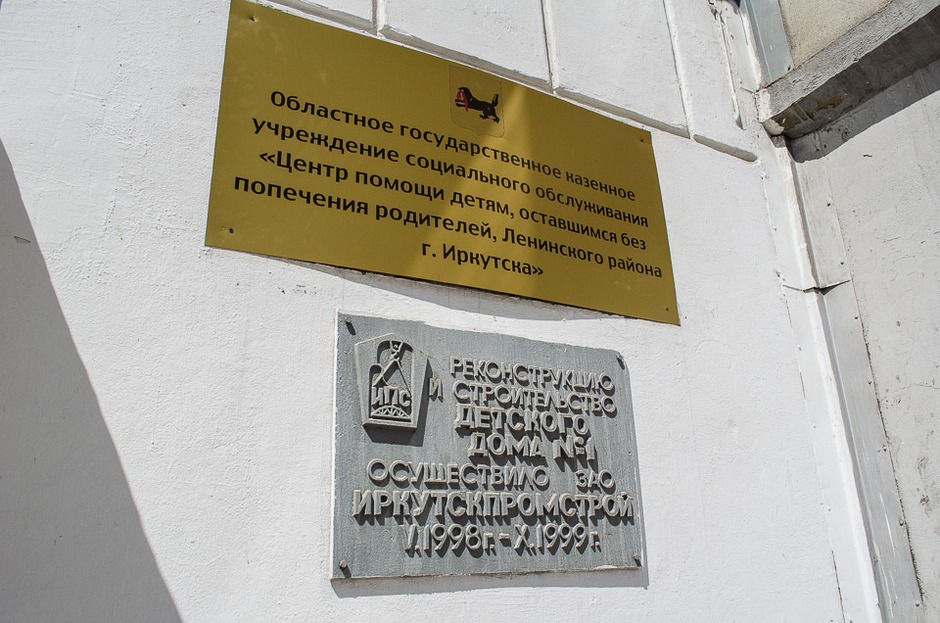 Областное государственное казенное
учреждение социального обслуживания
«Центр помощи детям, оставшимся без
попечения родителей, Ленинского района
г. Иркутска»
ИПС
РЕКОНСТРУКЦИЮ
И СТРОИТЕЛЬСТВО
ДЕТСКОГО
ДОМА №1
ОСУЩЕСТВИЛО ЗАО
ИРКУТСКПРОМСТРОЙ
V.1998г.-X.1999г.